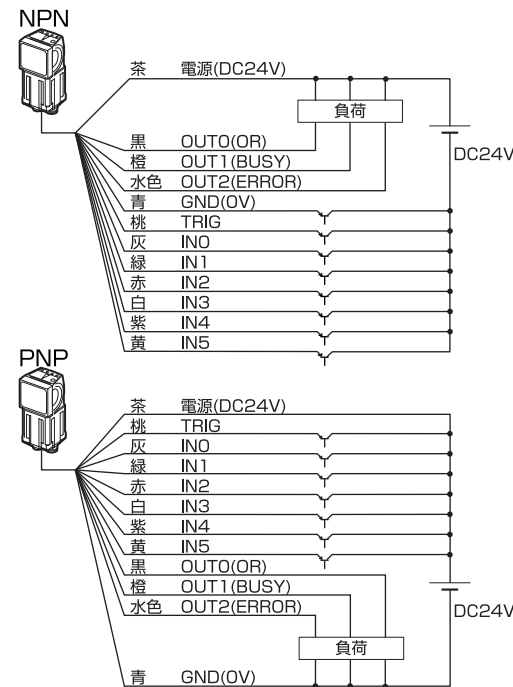 NPN
茶 電源(DC24V)
負荷
黒 OUT0(OR)
橙 OUT1(BUSY)
DC24V
水色 OUT2(ERROR)
青 GND(0V)
桃 TRIG
灰 IN0
緑 IN1
赤 IN2
白 IN3
紫 IN4
黄 IN5
PNP
茶 電源(DC24V)
桃 TRIG
灰 IN0
緑 IN1
赤 IN2
白 IN3
紫 IN4
黄 IN5
黒 OUT0(OR)
橙 OUT1(BUSY)
水色 OUT2(ERROR)
DC24V
負荷
青 GND(0V)